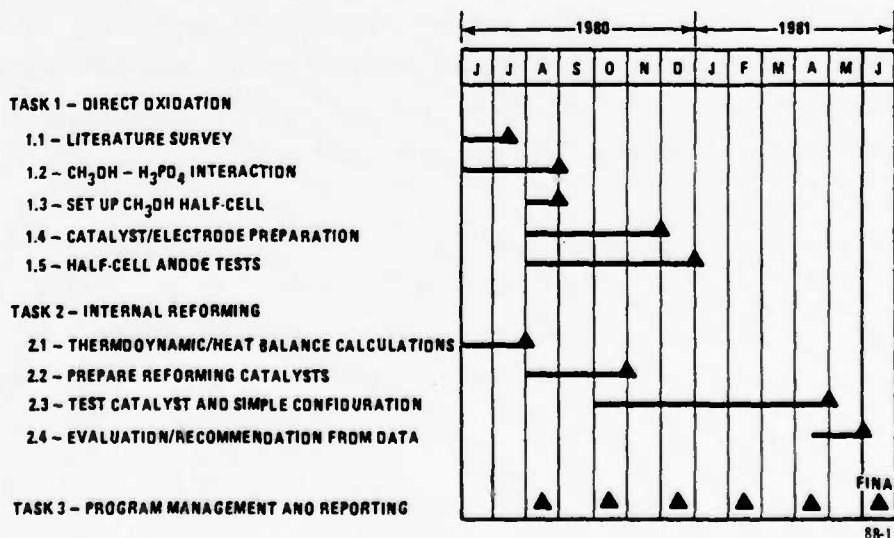 1980 1981
J J A S O N D J F M A M J
TASK 1 – DIRECT OXIDATION
1.1 – LITERATURE SURVEY
1.2 – CH3OH – H3PO4 INTERACTION
1.3 – SET UP CH3OH HALF-CELL
1.4 – CATALYST/ELECTRODE PREPARATION
1.5 – HALF-CELL ANODE TESTS
TASK 2 – INTERNAL REFORMING
2.1 – THERMODYNAMIC/HEAT BALANCE CALCULATIONS
2.2 – PREPARE REFORMING CATALYSTS
2.3 – TEST CATALYST AND SIMPLE CONFIGURATION
2.4 – EVALUATION/RECOMMENDATION FROM DATA
FINA
TASK 3 – PROGRAM MANAGEMENT AND REPORTING
88-1